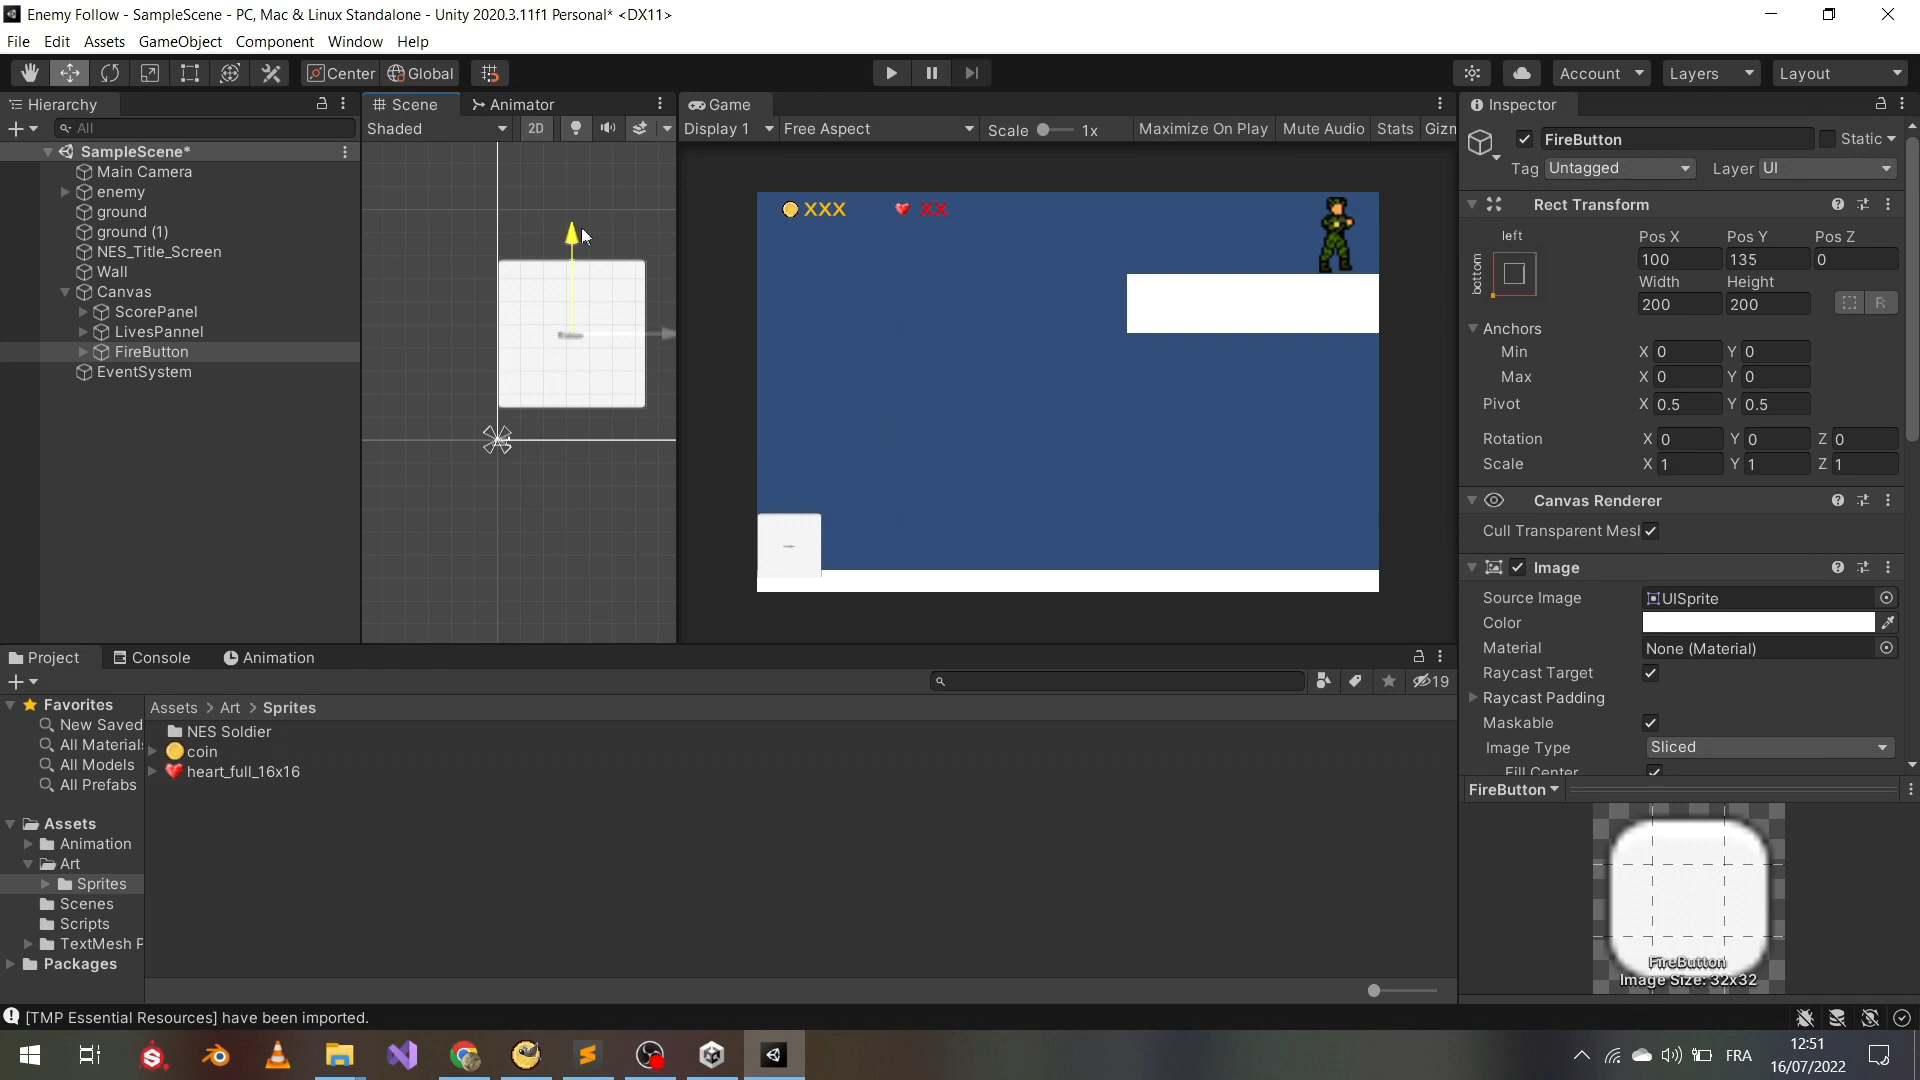 Enemy Follow - SampleScene - PC, Mac & Linux Standalone - Unity 2020.3.11f1 Personal* <DX11>
File Edit Assets GameObject Component Window Help
Center Global Account Layers Layout
Hierarchy
All
SampleScene*
Main Camera
enemy
ground
ground (1)
NES_Title_Screen
Wall
Canvas
ScorePanel
LivesPannel
FireButton
EventSystem
Scene Animator
Shaded 2D
Game
Display 1 Free Aspect Scale 1x Maximize On Play Mute Audio Stats Gizn
XXX XX
Inspector
FireButton Static
Tag Untagged Layer UI
Rect Transform
left
bottom
Pos X Pos Y Pos Z
100 135 0
Width Height
200 200
R
Anchors
Min X 0 Y 0
Max X 0 Y 0
Pivot X 0.5 Y 0.5
Rotation X 0 Y 0 Z 0
Scale X 1 Y 1 Z 1
Canvas Renderer
Cull Transparent Mesl
Image
Source Image UISprite
Color
Material None (Material)
Raycast Target
Raycast Padding
Maskable
Image Type Sliced
Fill Center
FireButton
FireButton
Image Size: 32x32
Project Console Animation
19
Favorites
New Saved
All Material
All Models
All Prefabs
Assets
Animation
Art
Sprites
Scenes
Scripts
TextMesh P
Packages
Assets > Art > Sprites
NES Soldier
coin
heart_full_16x16
[TMP Essential Resources] have been imported.
FRA
12:51
16/07/2022